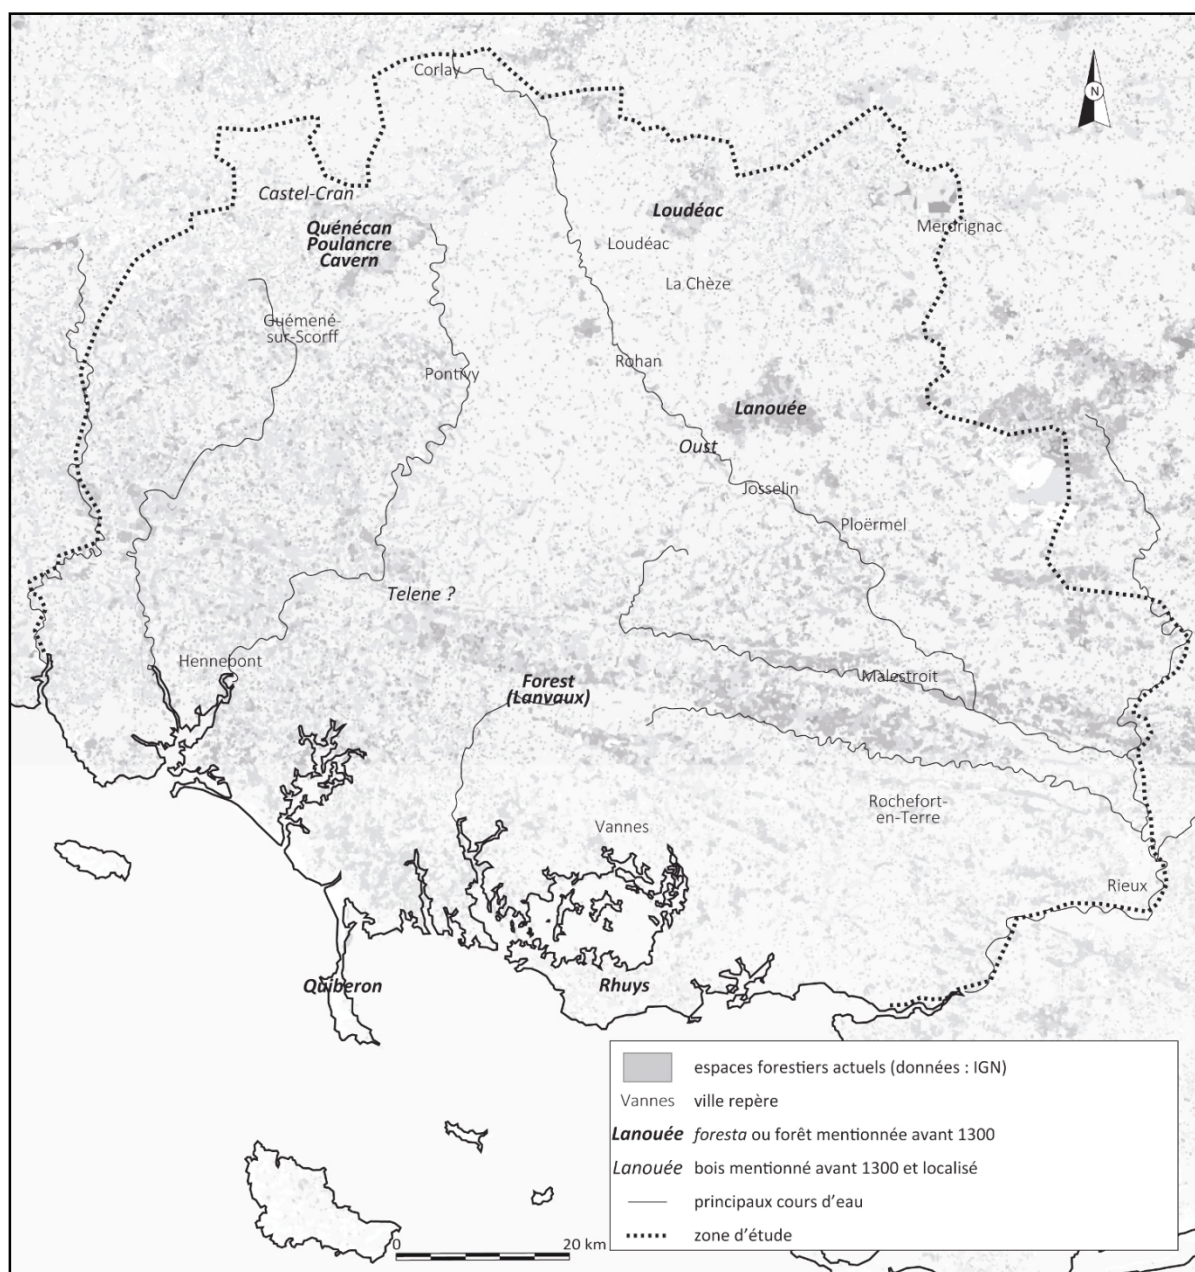 Corlay
N
Castel-Cran
Loudéac
Quénécan
Poulancre
Cavern
Merdrignac
Loudéac
La Chèze
Guémené-
sur-Scorff
Rohan
Pontivy
Lanouée
Oust
Josselin
Ploërmel
Telene ?
Hennebont
Malestroit
Forest
(Lanvaux)
Rochefort-
en-Terre
Vannes
Rieux
Quiberon
Rhuys
espaces forestiers actuels (données : IGN)
Vannes ville repère
Lanouée foresta ou forêt mentionnée avant 1300
Lanouée bois mentionné avant 1300 et localisé
principaux cours d'eau
zone d'étude
0 20 km